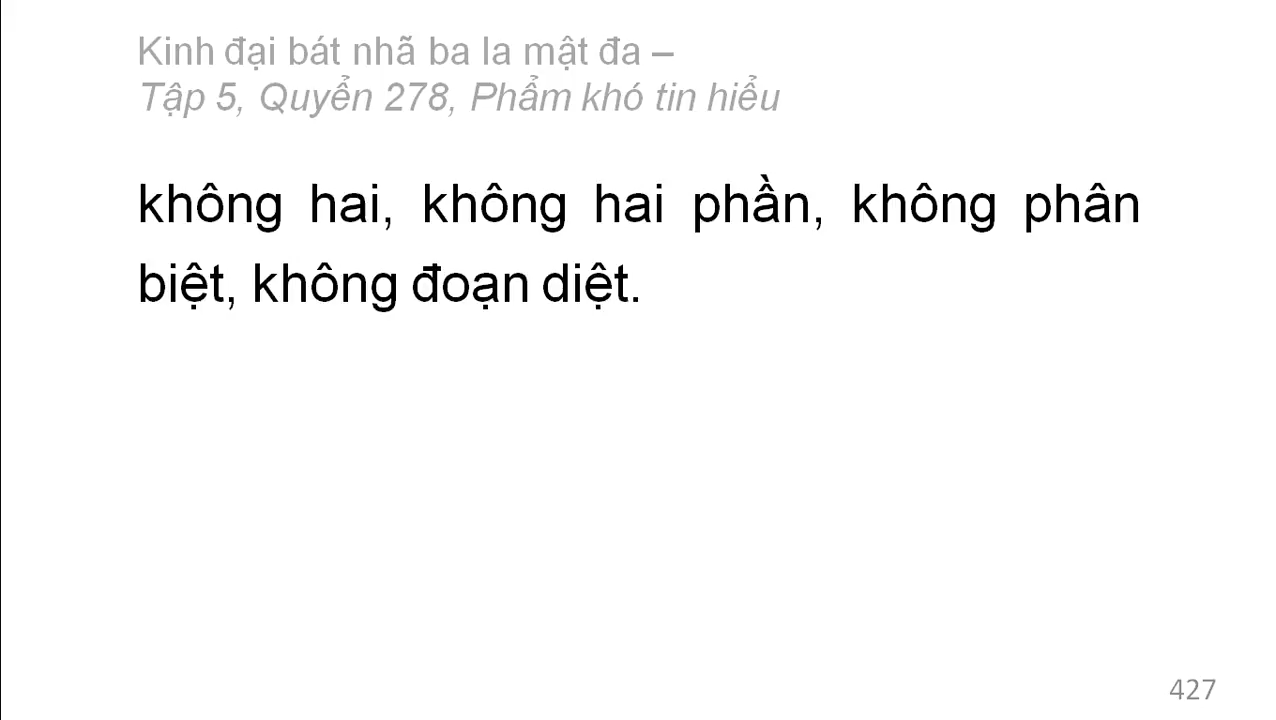 Kinh đại bát nhã ba la mật đa –
Tập 5, Quyển 278, Phẩm khó tin hiểu
không hai, không hai phần, không phân
biệt, không đoạn diệt.
427